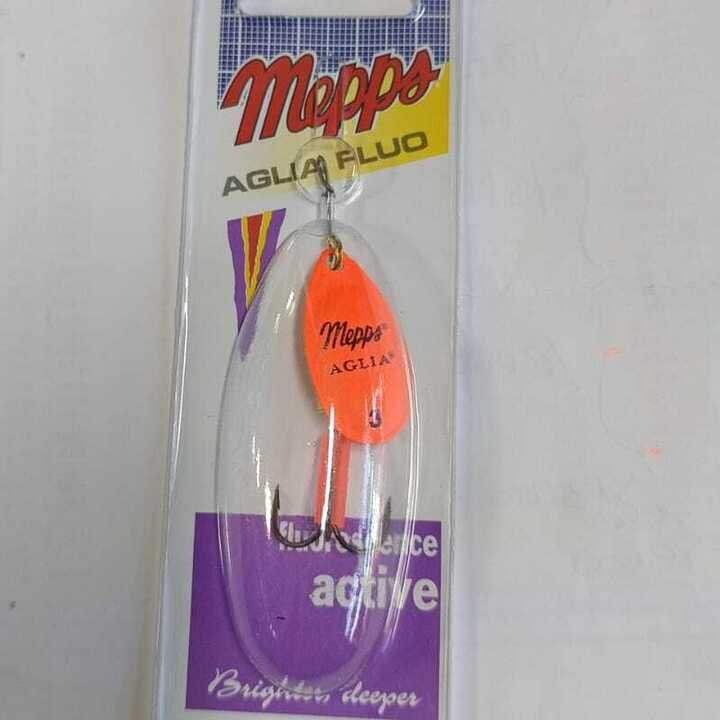 Mepps
AGLIA FLUO
Mepps®
AGLIA®
3
fluorescence
active
Brighter, deeper